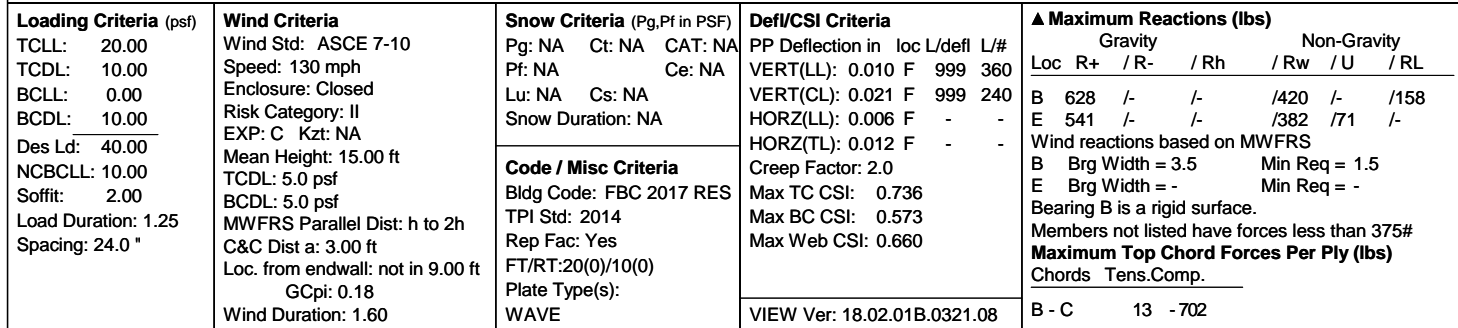 Loading Criteria (psf)
TCLL: 20.00
TCDL: 10.00
BCLL: 0.00
BCDL: 10.00
Des Ld: 40.00
NCBCLL: 10.00
Soffit: 2.00
Load Duration: 1.25
Spacing: 24.0 "
Wind Criteria
Wind Std: ASCE 7-10
Speed: 130 mph
Enclosure: Closed
Risk Category: II
EXP: C Kzt: NA
Mean Height: 15.00 ft
TCDL: 5.0 psf
BCDL: 5.0 psf
MWFRS Parallel Dist: h to 2h
C&C Dist a: 3.00 ft
Loc. from endwall: not in 9.00 ft
GCpi: 0.18
Wind Duration: 1.60
Snow Criteria (Pg,Pf in PSF)
Pg: NA Ct: NA CAT: NA
Pf: NA Ce: NA
Lu: NA Cs: NA
Snow Duration: NA
Code / Misc Criteria
Bldg Code: FBC 2017 RES
TPI Std: 2014
Rep Fac: Yes
FT/RT:20(0)/10(0)
Plate Type(s):
WAVE
Defl/CSI Criteria
PP Deflection in loc L/defl L/#
VERT(LL): 0.010 F 999 360
VERT(CL): 0.021 F 999 240
HORZ(LL): 0.006 F - -
HORZ(TL): 0.012 F - -
Creep Factor: 2.0
Max TC CSI: 0.736
Max BC CSI: 0.573
Max Web CSI: 0.660
VIEW Ver: 18.02.01B.0321.08
▲ Maximum Reactions (lbs)
Gravity Non-Gravity
Loc R+ / R- / Rh / Rw / U / RL
B 628 /- /- /420 /- /158
E 541 /- /- /382 /71 /-
Wind reactions based on MWFRS
B Brg Width = 3.5 Min Req = 1.5
E Brg Width = - Min Req = -
Bearing B is a rigid surface.
Members not listed have forces less than 375#
Maximum Top Chord Forces Per Ply (lbs)
Chords Tens.Comp.
B - C 13 - 702